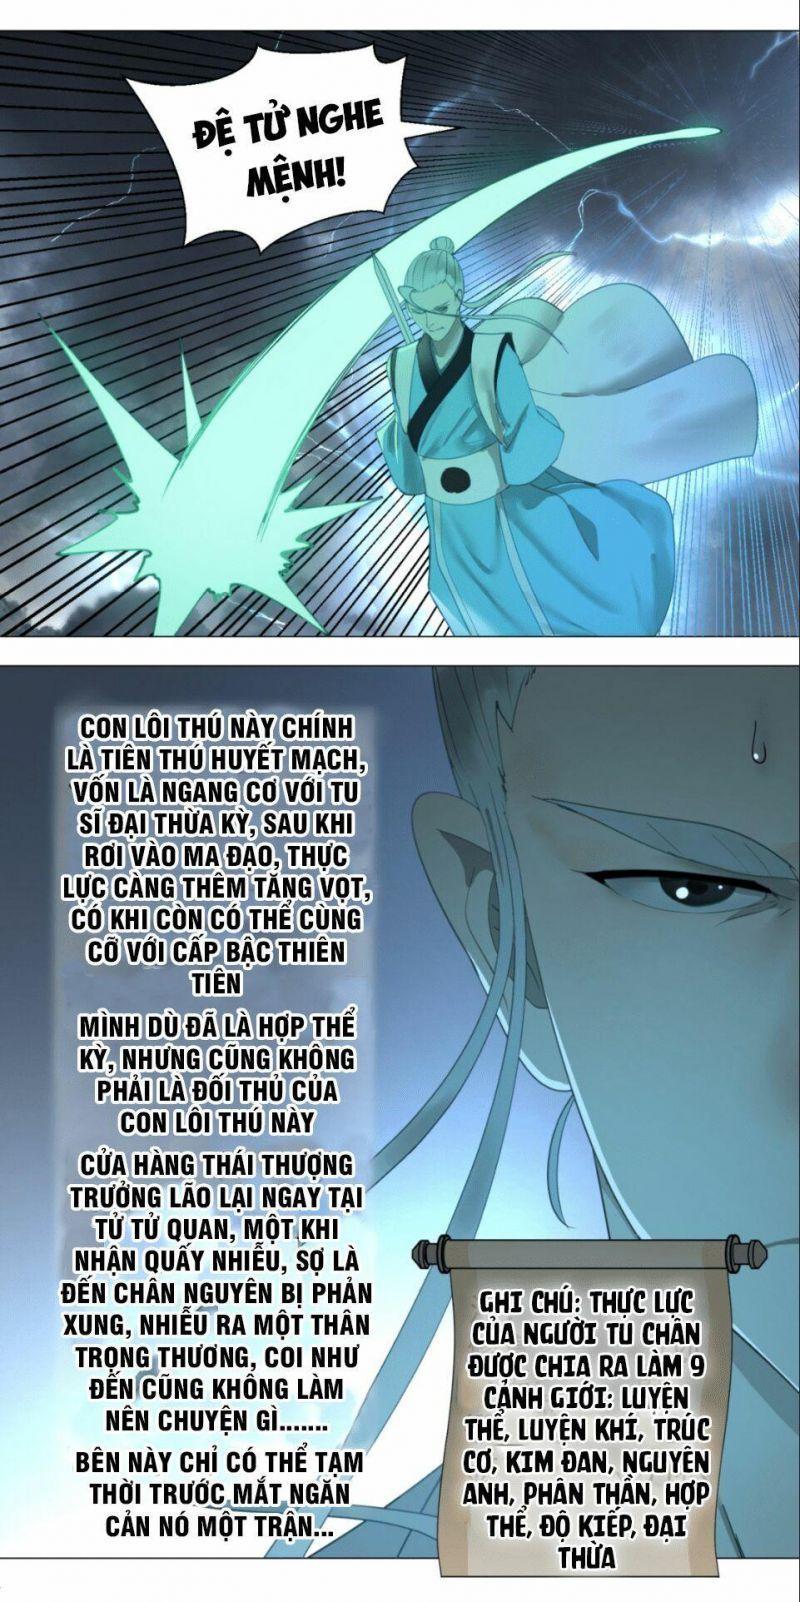 ĐỆ TỬ NGHE
MỆNH!
CON LÔI THÚ NÀY CHÍNH
LÀ TIÊN THÚ HUYẾT MẠCH,
VỐN LÀ NGANG CƠ VỚI TU
SĨ ĐẠI THỪA KỲ, SAU KHI
RƠI VÀO MA ĐẠO, THỰC
LỰC CÀNG THÊM TĂNG VỌT,
CÓ KHI CÒN CÓ THỂ CÙNG
CỠ VỚI CẤP BẬC THIÊN
TIÊN
MÌNH DÙ ĐÃ LÀ HỢP THỂ
KỲ, NHƯNG CŨNG KHÔNG
PHẢI LÀ ĐỐI THỦ CỦA
CON LÔI THÚ NÀY
CỬA HÀNG THÁI THƯỢNG
TRƯỞNG LÃO LẠI NGAY TẠI
TỬ TỬ QUAN, MỘT KHI
NHẬN QUẤY NHIỄU, SỢ LÀ
ĐẾN CHÂN NGUYÊN BỊ PHẢN
XUNG, NHIỄU RA MỘT THÂN
TRỌNG THƯƠNG, COI NHƯ
ĐẾN CŨNG KHÔNG LÀM
NÊN CHUYỆN GÌ.......
BÊN NÀY CHỈ CÓ THỂ TẠM
THỜI TRƯỚC MẮT NGĂN
CẢN NÓ MỘT TRẬN...
GHI CHÚ: THỰC LỰC
CỦA NGƯỜI TU CHÂN
ĐƯỢC CHIA RA LÀM 9
CẢNH GIỚI: LUYỆN
THỂ, LUYỆN KHÍ, TRÚC
CƠ, KIM ĐAN, NGUYÊN
ANH, PHÂN THẦN, HỢP
THỂ, ĐỘ KIẾP, ĐẠI
THỪA